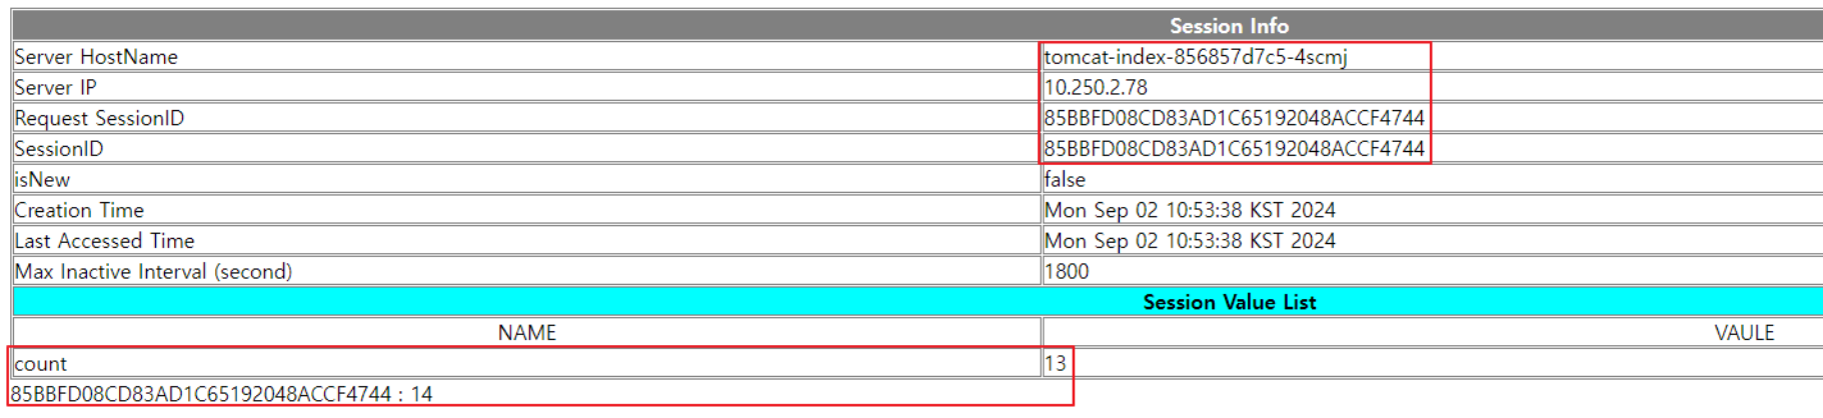 Session Info
Server HostName tomcat-index-856857d7c5-4scmj
Server IP 10.250.2.78
Request SessionID 85BBFD08CD83AD1C65192048ACCF4744
SessionID 85BBFD08CD83AD1C65192048ACCF4744
isNew false
Creation Time Mon Sep 02 10:53:38 KST 2024
Last Accessed Time Mon Sep 02 10:53:38 KST 2024
Max Inactive Interval (second) 1800
Session Value List
NAME VAULE
count 13
85BBFD08CD83AD1C65192048ACCF4744 : 14